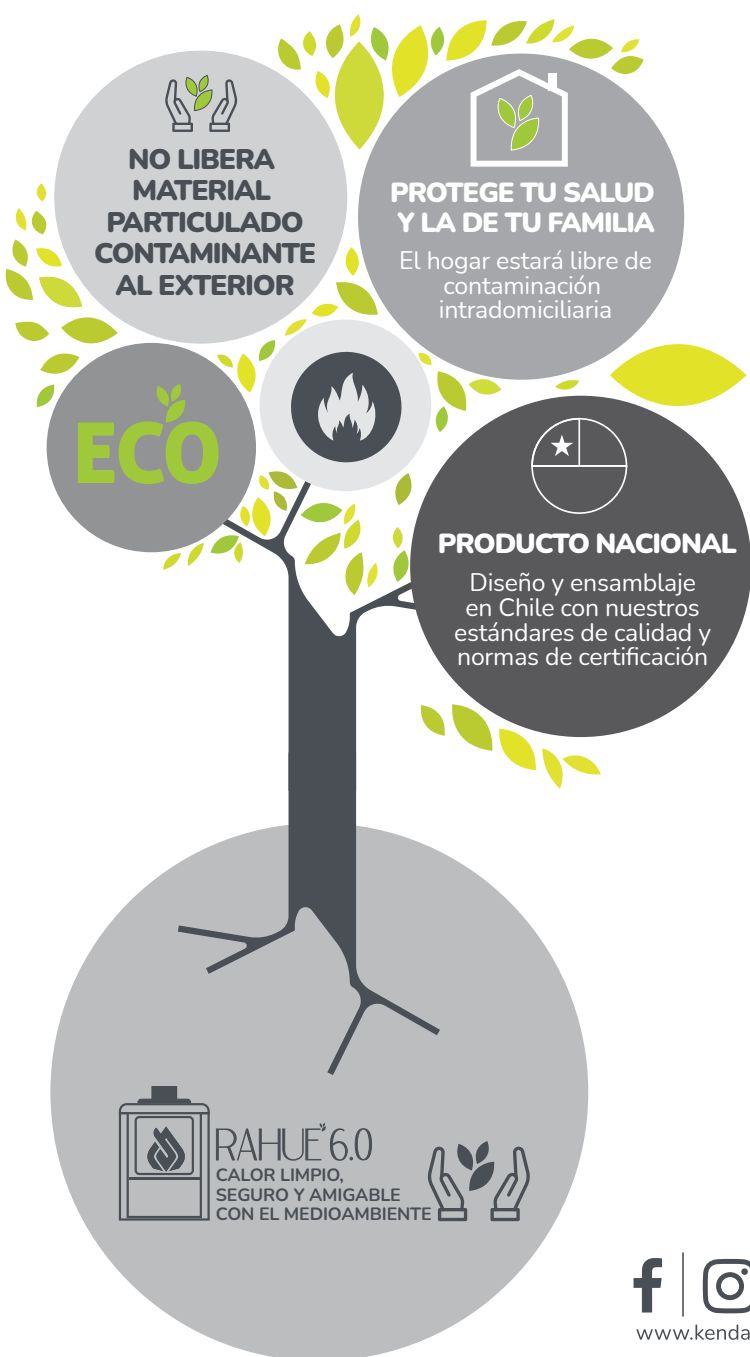 NO LIBERA
MATERIAL
PARTICULADO
CONTAMINANTE
AL EXTERIOR
PROTEGE TU SALUD
Y LA DE TU FAMILIA
El hogar estará libre de
contaminación
intradomiciliaria
ECO
PRODUCTO NACIONAL
Diseño y ensamblaje
en Chile con nuestros
estándares de calidad y
normas de certificación
RAHUE 6.0
CALOR LIMPIO,
SEGURO Y AMIGABLE
CON EL MEDIOAMBIENTE
www.kenda